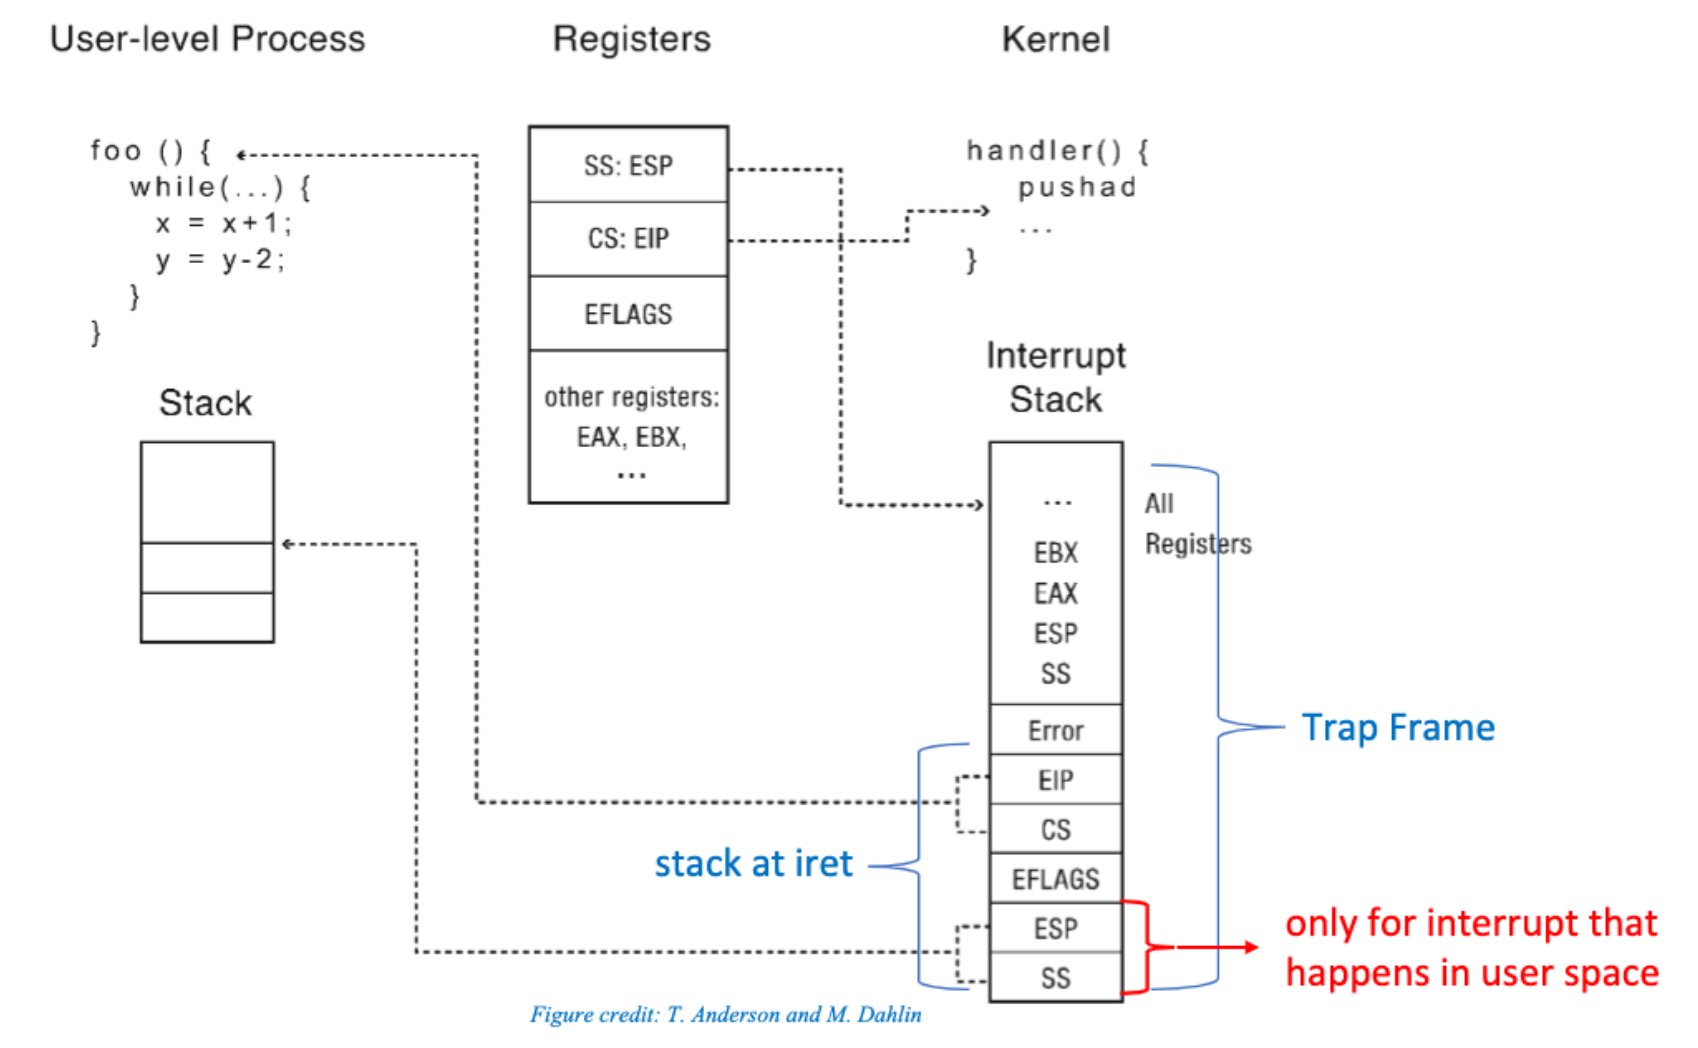 User-level Process
Registers
Kernel
foo () {
while(...) {
x = x+1;
y = y-2;
}
}
Stack
SS: ESP
CS: EIP
EFLAGS
other registers:
EAX, EBX,
...
handler() {
pushad
...
}
Interrupt
Stack
...
EBX
EAX
ESP
SS
All
Registers
Error
EIP
CS
EFLAGS
ESP
SS
Trap Frame
stack at iret
only for interrupt that
happens in user space
Figure credit: T. Anderson and M. Dahlin